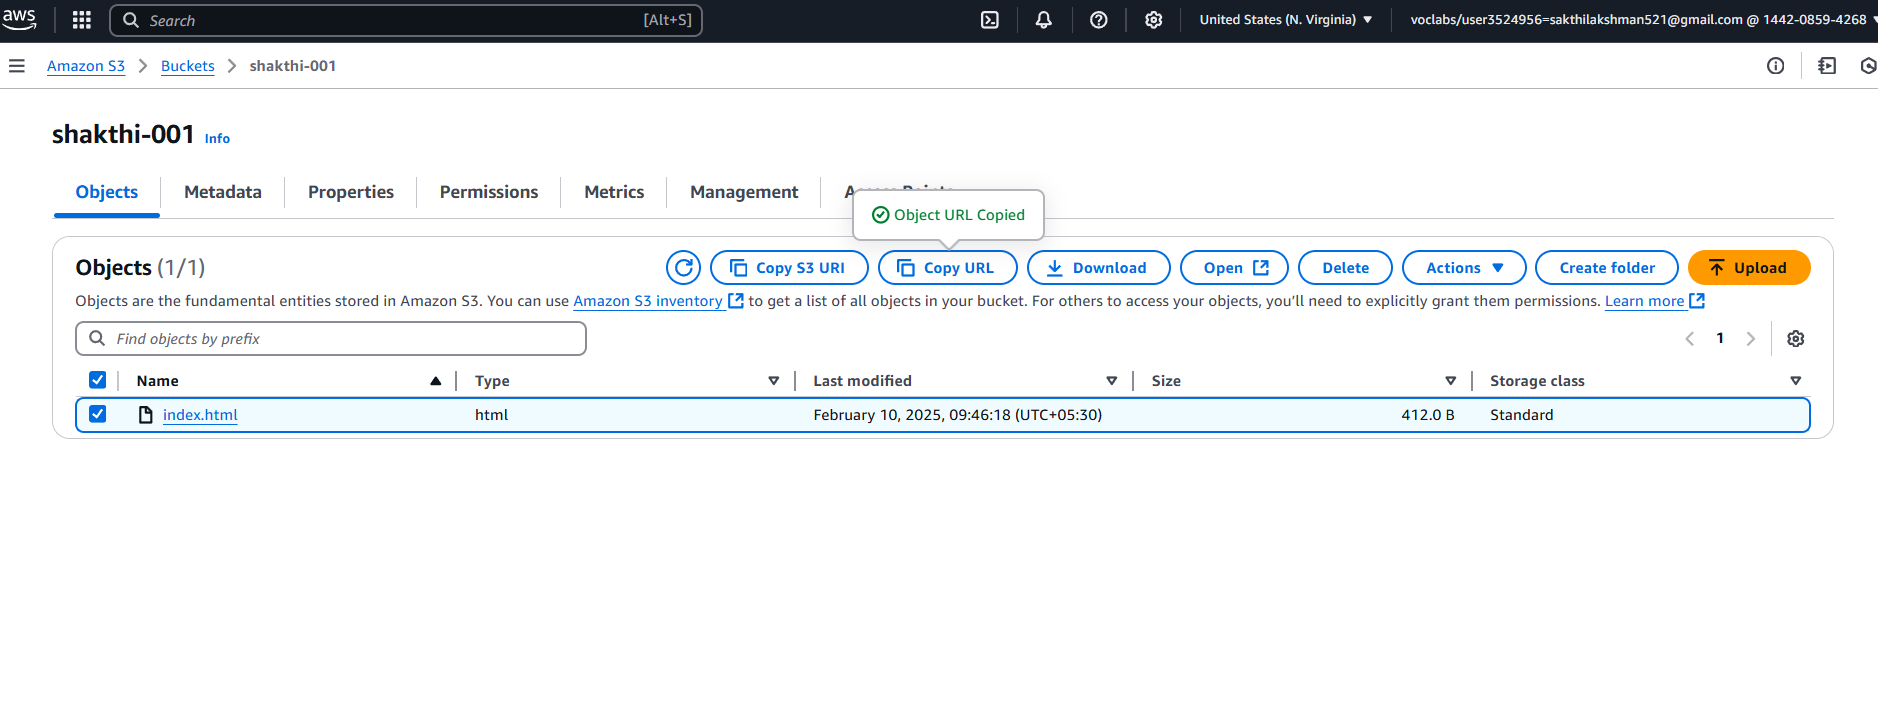 aws Search [Alt+S] United States (N. Virginia) voclabs/user3524956=sakthilakshman521@gmail.com @ 1442-0859-4268
Amazon S3 Buckets shakthi-001
shakthi-001 Info
Objects Metadata Properties Permissions Metrics Management
Object URL Copied
Objects (1/1) Copy S3 URI Copy URL Download Open Delete Actions Create folder Upload
Objects are the fundamental entities stored in Amazon S3. You can use Amazon S3 inventory to get a list of all objects in your bucket. For others to access your objects, you’ll need to explicitly grant them permissions. Learn more
Find objects by prefix 1
Name Type Last modified Size Storage class
index.html html February 10, 2025, 09:46:18 (UTC+05:30) 412.0 B Standard